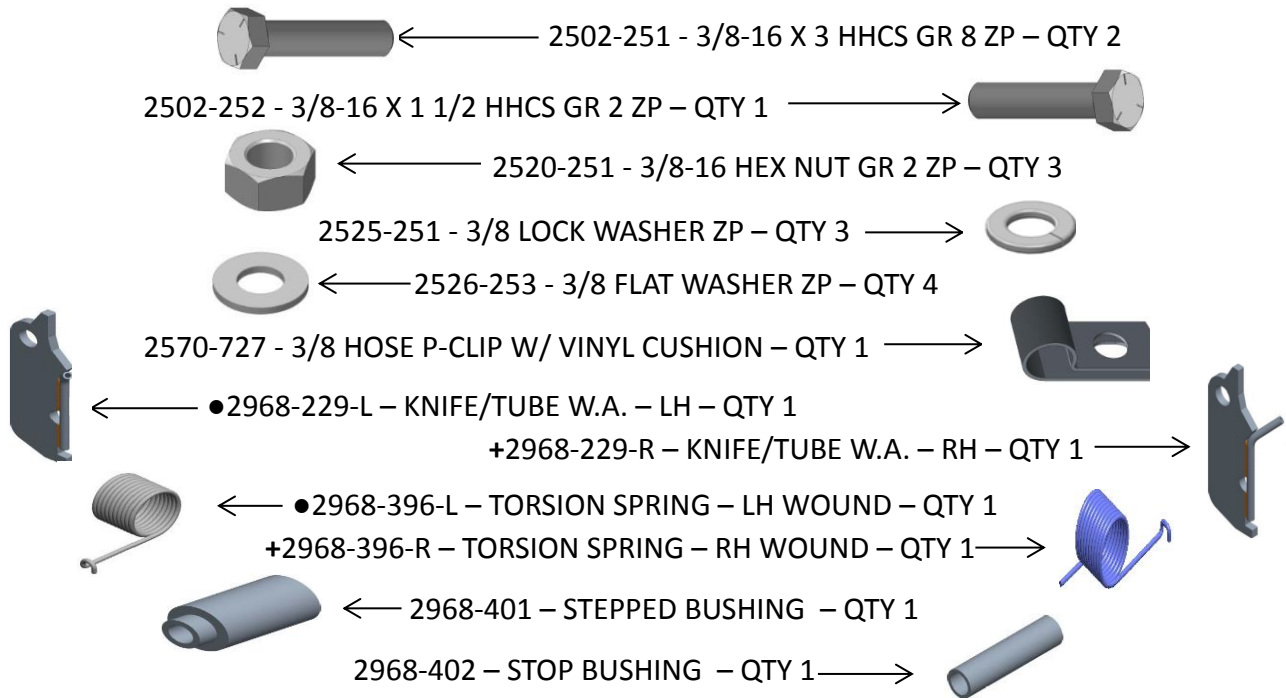 2502-251 - 3/8-16 X 3 HHCS GR 8 ZP – QTY 2
2502-252 - 3/8-16 X 1 1/2 HHCS GR 2 ZP – QTY 1
2520-251 - 3/8-16 HEX NUT GR 2 ZP – QTY 3
2525-251 - 3/8 LOCK WASHER ZP – QTY 3
2526-253 - 3/8 FLAT WASHER ZP – QTY 4
2570-727 - 3/8 HOSE P-CLIP W/ VINYL CUSHION – QTY 1
●2968-229-L – KNIFE/TUBE W.A. – LH – QTY 1
+2968-229-R – KNIFE/TUBE W.A. – RH – QTY 1
●2968-396-L – TORSION SPRING – LH WOUND – QTY 1
+2968-396-R – TORSION SPRING – RH WOUND – QTY 1
2968-401 – STEPPED BUSHING – QTY 1
2968-402 – STOP BUSHING – QTY 1